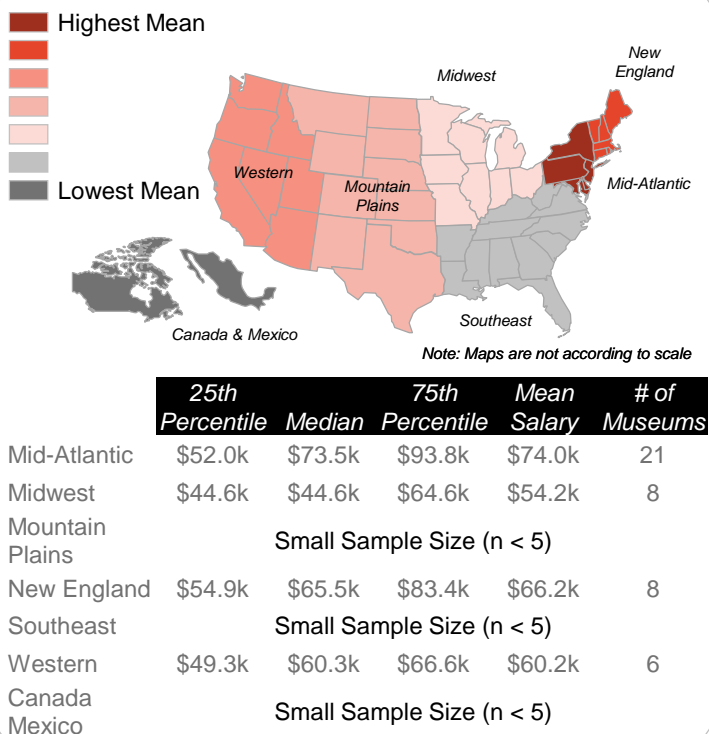 Highest Mean
Lowest Mean
New
England
Midwest
Western
Mountain
Plains
Mid-Atlantic
Canada & Mexico
Southeast
Note: Maps are not according to scale
25th
Percentile
Median
75th
Percentile
Mean
Salary
# of
Museums
Mid-Atlantic $52.0k $73.5k $93.8k $74.0k 21
Midwest $44.6k $44.6k $64.6k $54.2k 8
Mountain
Plains
Small Sample Size (n < 5)
New England $54.9k $65.5k $83.4k $66.2k 8
Southeast Small Sample Size (n < 5)
Western $49.3k $60.3k $66.6k $60.2k 6
Canada
Mexico
Small Sample Size (n < 5)